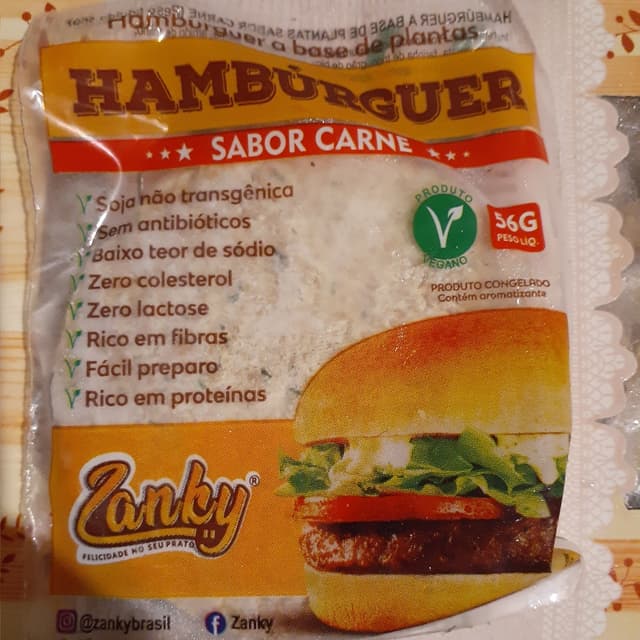 Hambúrguer a base de plantas
HAMBÚRGUER
SABOR CARNE
Soja não transgênica
Sem antibióticos
Baixo teor de sódio
Zero colesterol
Zero lactose
Rico em fibras
Fácil preparo
Rico em proteínas
PRODUTO
V
VEGANO
56G
PESO LIQ.
PRODUTO CONGELADO
Contém aromatizante
Zanky®
FELICIDADE NO SEU PRATO
@zankybrasil
Zanky